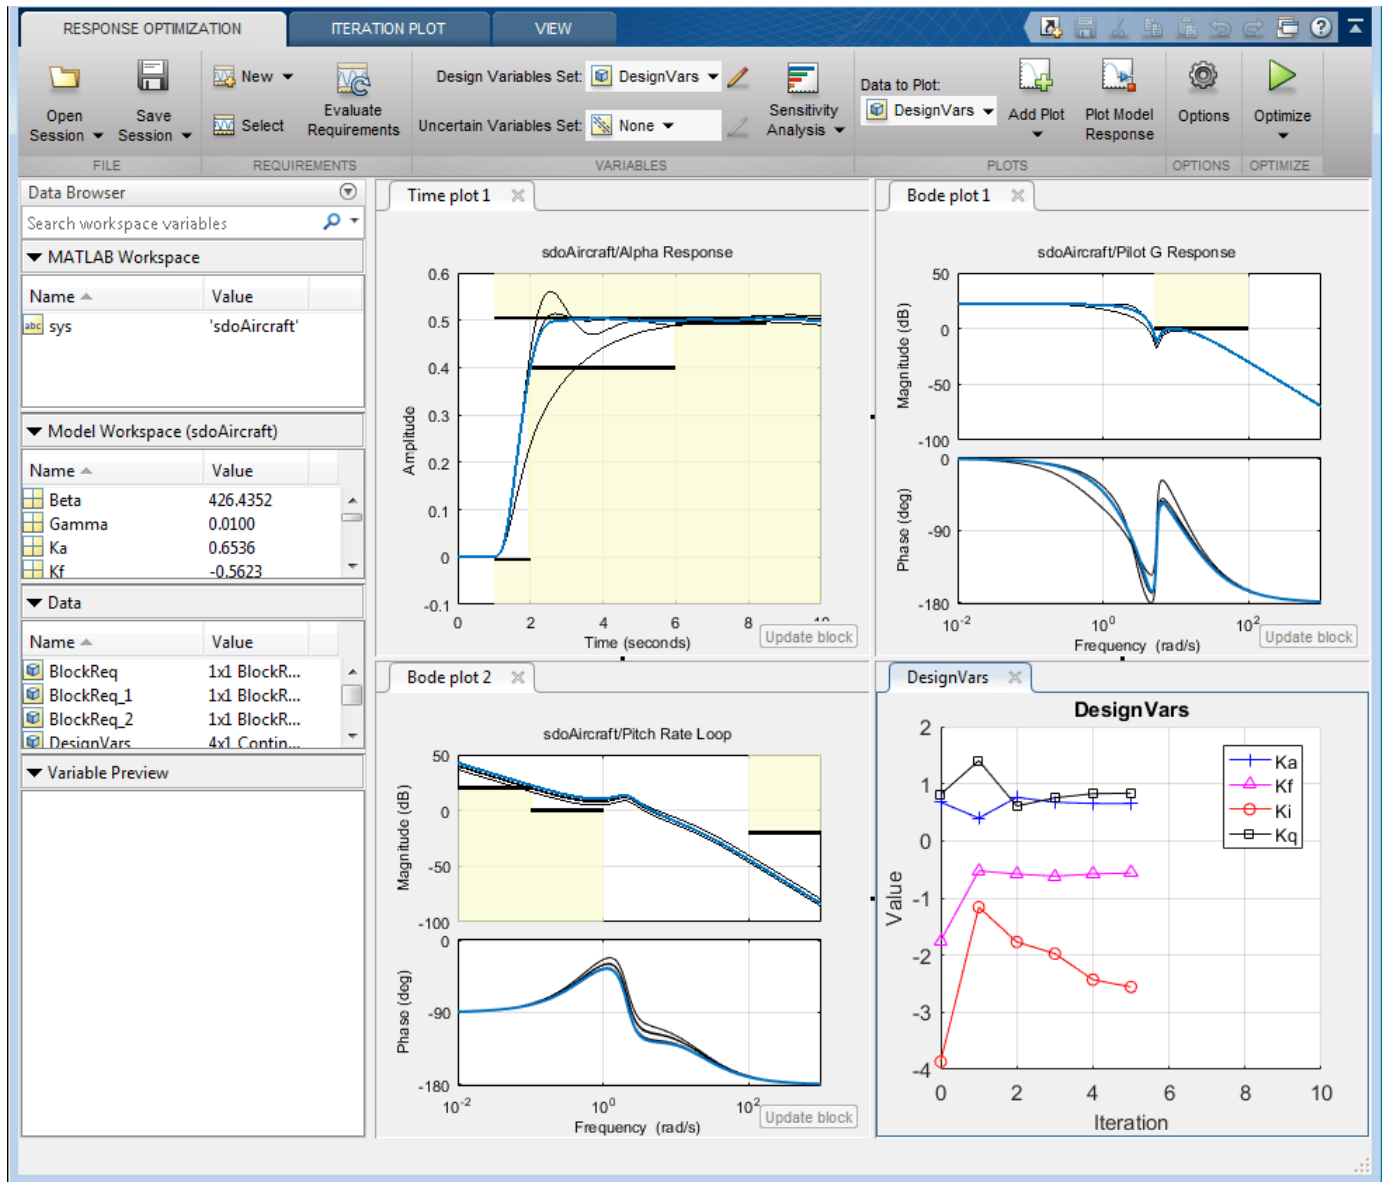 RESPONSE OPTIMIZATION ITERATION PLOT VIEW
Open Session
Save Session
New
Select
Evaluate Requirements
Design Variables Set: DesignVars
Uncertain Variables Set: None
Sensitivity Analysis
Data to Plot:
DesignVars
Add Plot
Plot Model Response
Options
Optimize
FILE REQUIREMENTS VARIABLES PLOTS OPTIONS OPTIMIZE
Data Browser
Search workspace variables
MATLAB Workspace
Name Value
abc sys 'sdoAircraft'
Model Workspace (sdoAircraft)
Name Value
Beta 426.4352
Gamma 0.0100
Ka 0.6536
Kf -0.5623
Data
Name Value
BlockReq 1x1 BlockR...
BlockReq_1 1x1 BlockR...
BlockReq_2 1x1 BlockR...
DesignVars 4x1 Contin...
Variable Preview
Time plot 1
sdoAircraft/Alpha Response
Amplitude
0.6
0.5
0.4
0.3
0.2
0.1
0
-0.1
0 2 4 6 8 10
Time (seconds)
Update block
Bode plot 1
sdoAircraft/Pilot G Response
Magnitude (dB)
50
0
-50
-100
Phase (deg)
0
-90
-180
10-2 100 102
Frequency (rad/s)
Update block
Bode plot 2
sdoAircraft/Pitch Rate Loop
Magnitude (dB)
50
0
-50
-100
Phase (deg)
0
-90
-180
10-2 100 102
Frequency (rad/s)
Update block
DesignVars
DesignVars
Value
2
1
0
-1
-2
-3
-4
0 2 4 6 8 10
Iteration
Ka
Kf
Ki
Kq